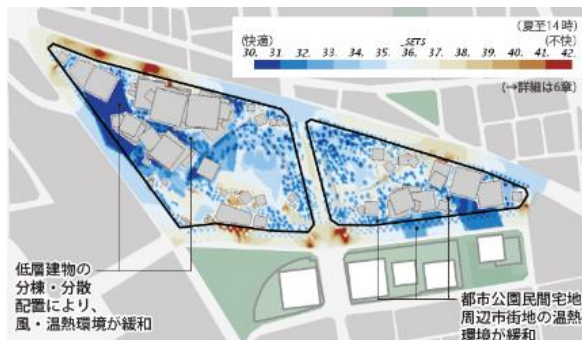 (夏至14時)
(快適) _SET5 (不快)
30. 31. 32. 33. 34. 35. 36. 37. 38. 39. 40. 41. 42.
(→詳細は6章)
低層建物の
分棟・分散
配置により、
風・温熱環境が緩和
都市公園民間宅地
周辺市街地の温熱
環境が緩和